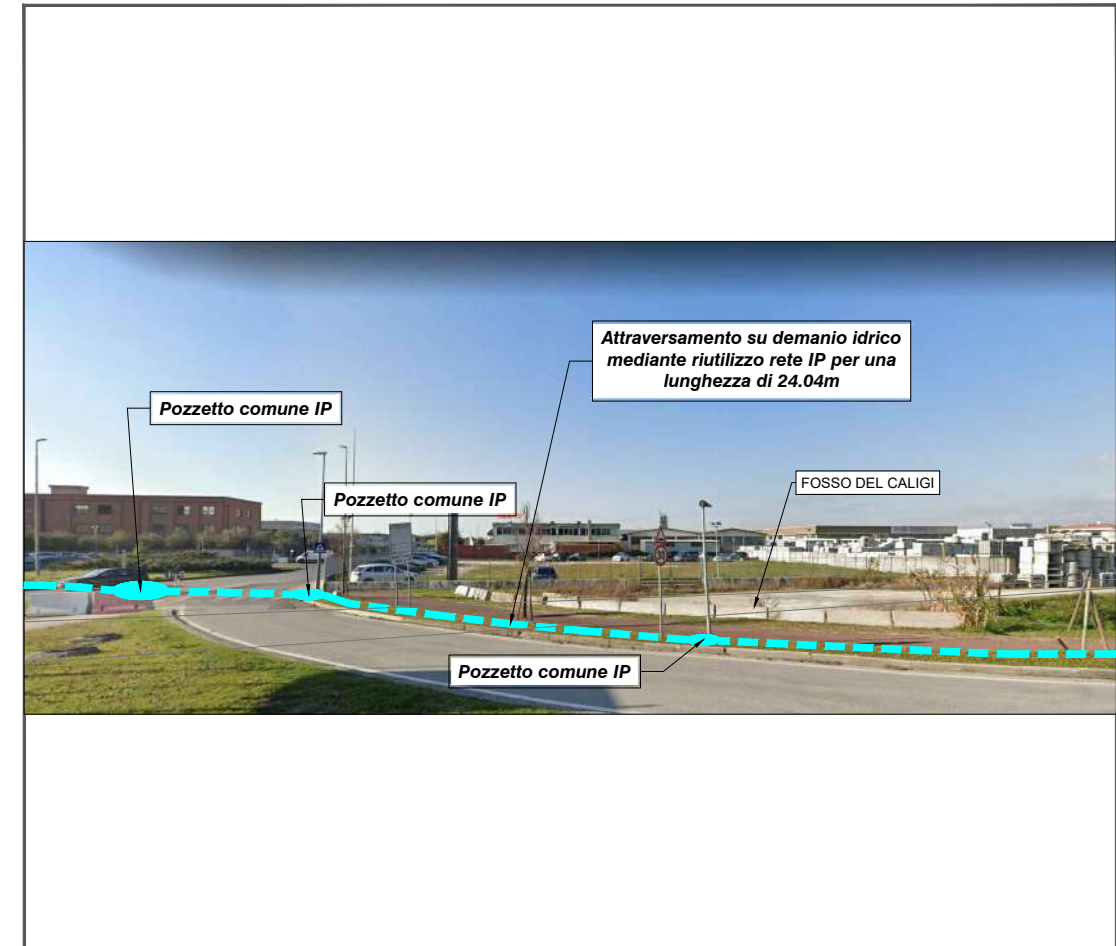 Attraversamento su demanio idrico
mediante riutilizzo rete IP per una
lunghezza di 24.04m
Pozzetto comune IP
Pozzetto comune IP
FOSSO DEL CALIGI
Pozzetto comune IP